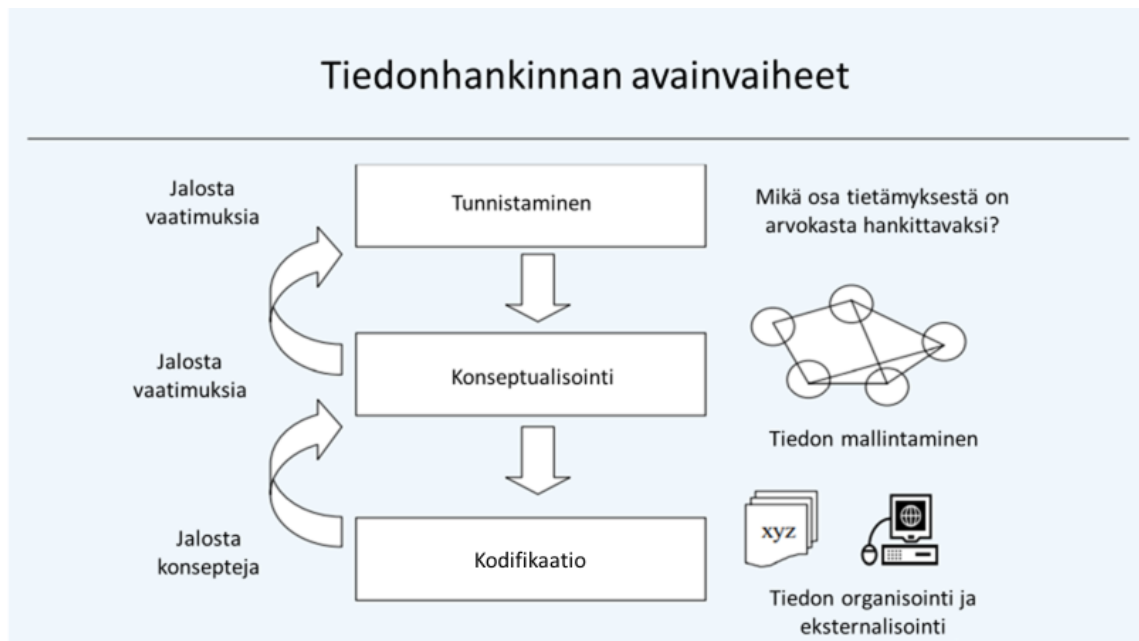 Tiedonhankinnan avainvaiheet
Jalosta
vaatimuksia
Tunnistaminen
Mikä osa tietämyksestä on
arvokasta hankittavaksi?
Jalosta
vaatimuksia
Konseptualisointi
Tiedon mallintaminen
Jalosta
konsepteja
Kodifikaatio
xyz
Tiedon organisointi ja
eksternalisointi